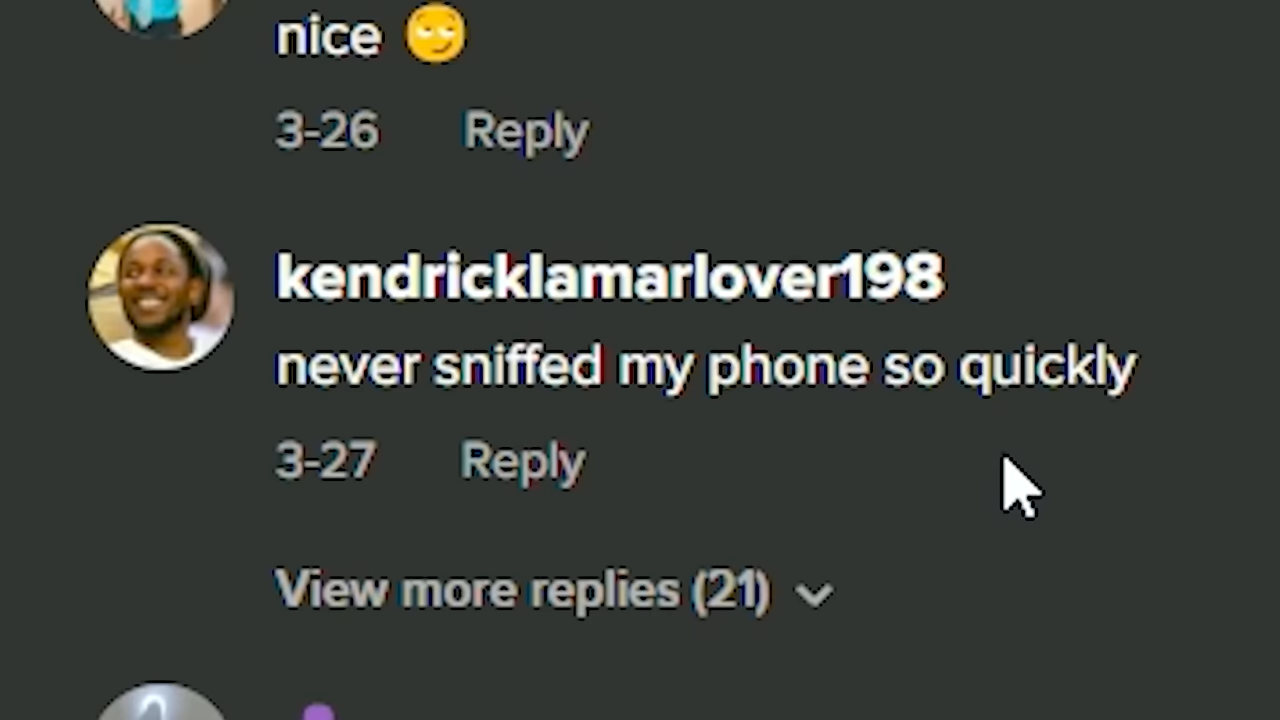 nice 😏
3-26 Reply
kendricklamarlover198
never sniffed my phone so quickly
3-27 Reply
View more replies (21)